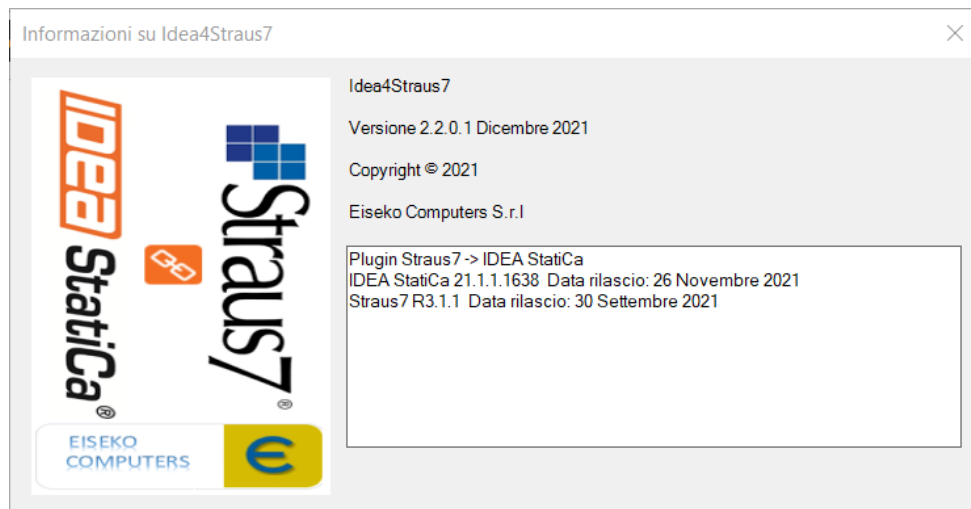 Informazioni su Idea4Straus7
IDEA StatiCa®
Straus7®
EISEKO
COMPUTERS
Idea4Straus7
Versione 2.2.0.1 Dicembre 2021
Copyright © 2021
Eiseko Computers S.r.l
Plugin Straus7 -> IDEA StatiCa
IDEA StatiCa 21.1.1.1638 Data rilascio: 26 Novembre 2021
Straus7 R3.1.1 Data rilascio: 30 Settembre 2021